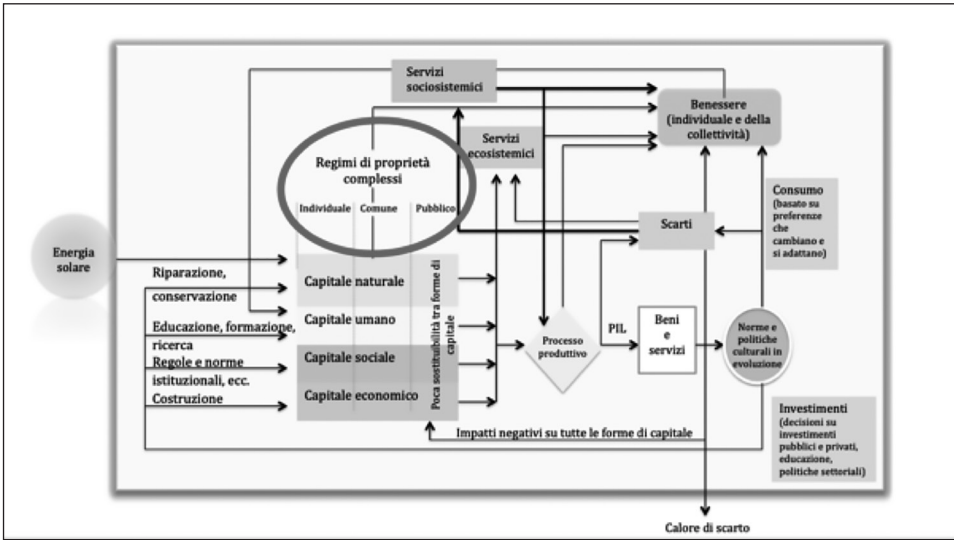 Servizi
sociosistemici
Benessere
(individuale e della
collettività)
Servizi
ecosistemici
Regimi di proprietà
complessi
Individuale
Comune
Pubblico
Consumo
(basato su
preferenze
che
cambiano e
si adattano)
Scarti
Energia
solare
Riparazione,
conservazione
Educazione, formazione,
ricerca
Regole e norme
istituzionali, ecc.
Costruzione
Capitale naturale
Capitale umano
Capitale sociale
Capitale economico
Poca sostituibilità tra forme di
capitale
Processo
produttivo
PIL
Beni
e
servizi
Norme e
politiche
culturali in
evoluzione
Investimenti
(decisioni su
investimenti
pubblici e privati,
educazione,
politiche settoriali)
Impatti negativi su tutte le forme di capitale
Calore di scarto